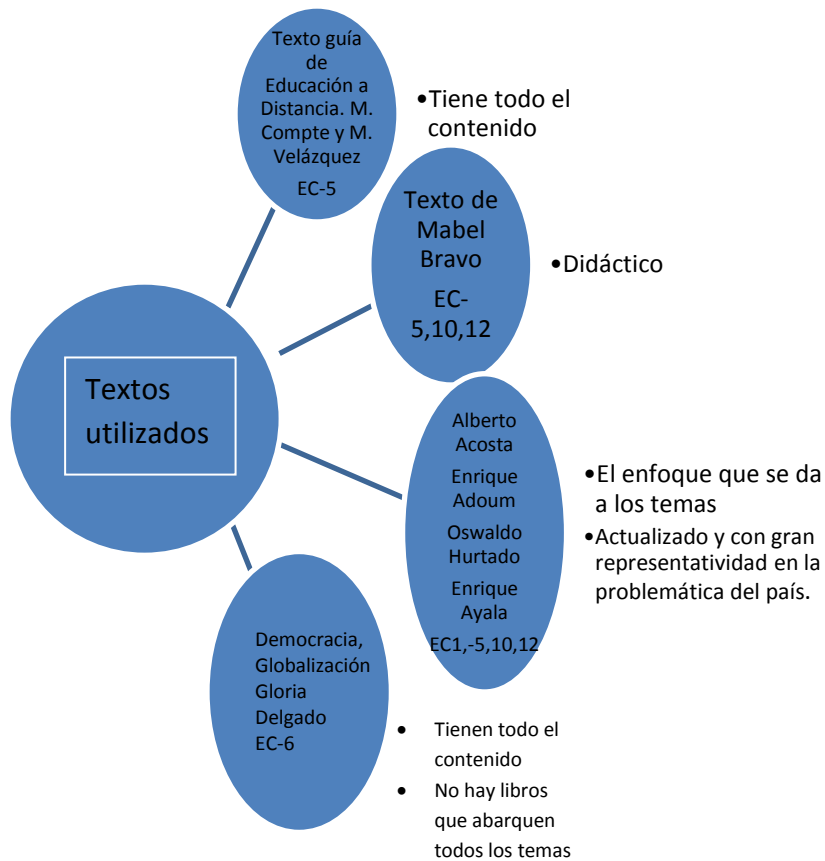 Texto guía
de
Educación a
Distancia. M.
Compte y M.
Velázquez
EC-5
•Tiene todo el
contenido
Texto de
Mabel
Bravo
EC-
5,10,12
•Didáctico
Textos
utilizados
Alberto
Acosta
Enrique
Adoum
Oswaldo
Hurtado
Enrique
Ayala
EC1,-5,10,12
•El enfoque que se da
a los temas
•Actualizado y con gran
representatividad en la
problemática del país.
Democracia,
Globalización
Gloria
Delgado
EC-6
• Tienen todo el
contenido
• No hay libros
que abarquen
todos los temas